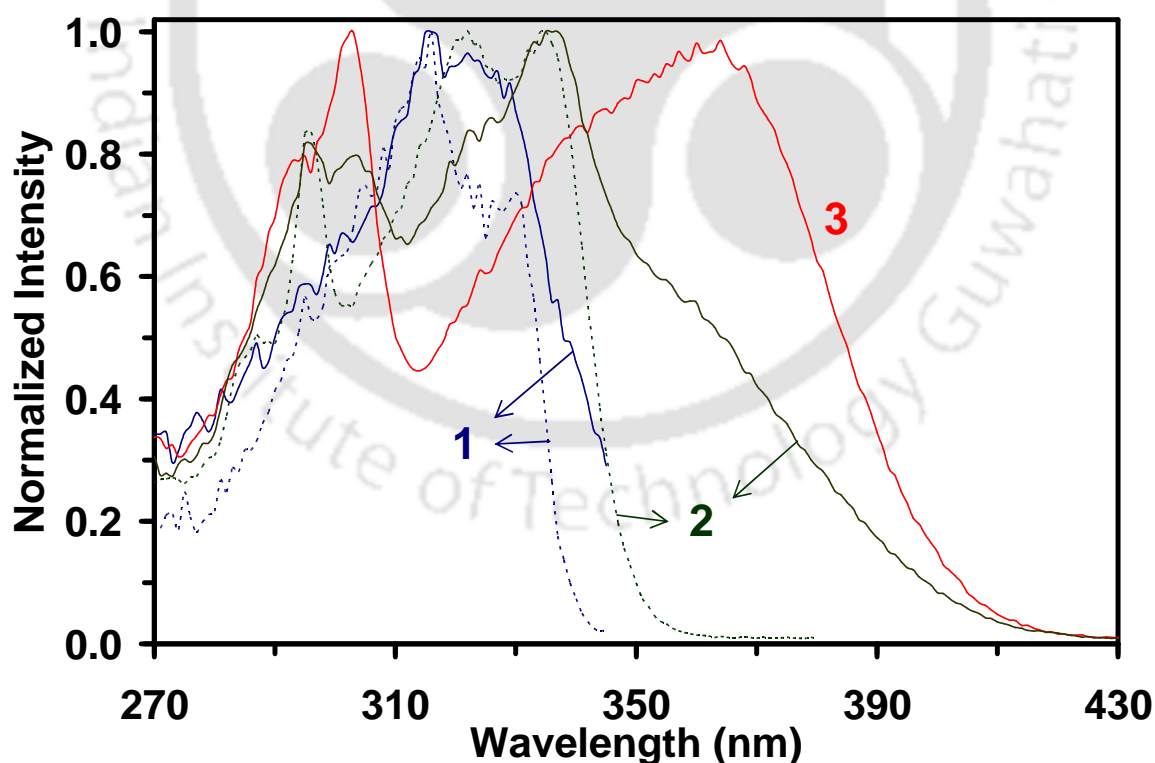 Normalized Intensity
1.0
0.8
0.6
0.4
0.2
0.0
1
2
3
270 310 350 390 430
Wavelength (nm)
Indian Institute of Technology Guwahati